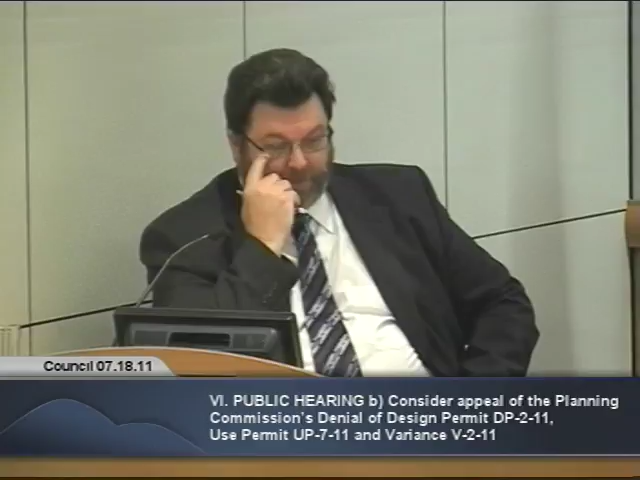 Council 07.18.11
VI. PUBLIC HEARING b) Consider appeal of the Planning
Commission's Denial of Design Permit DP-2-11,
Use Permit UP-7-11 and Variance V-2-11